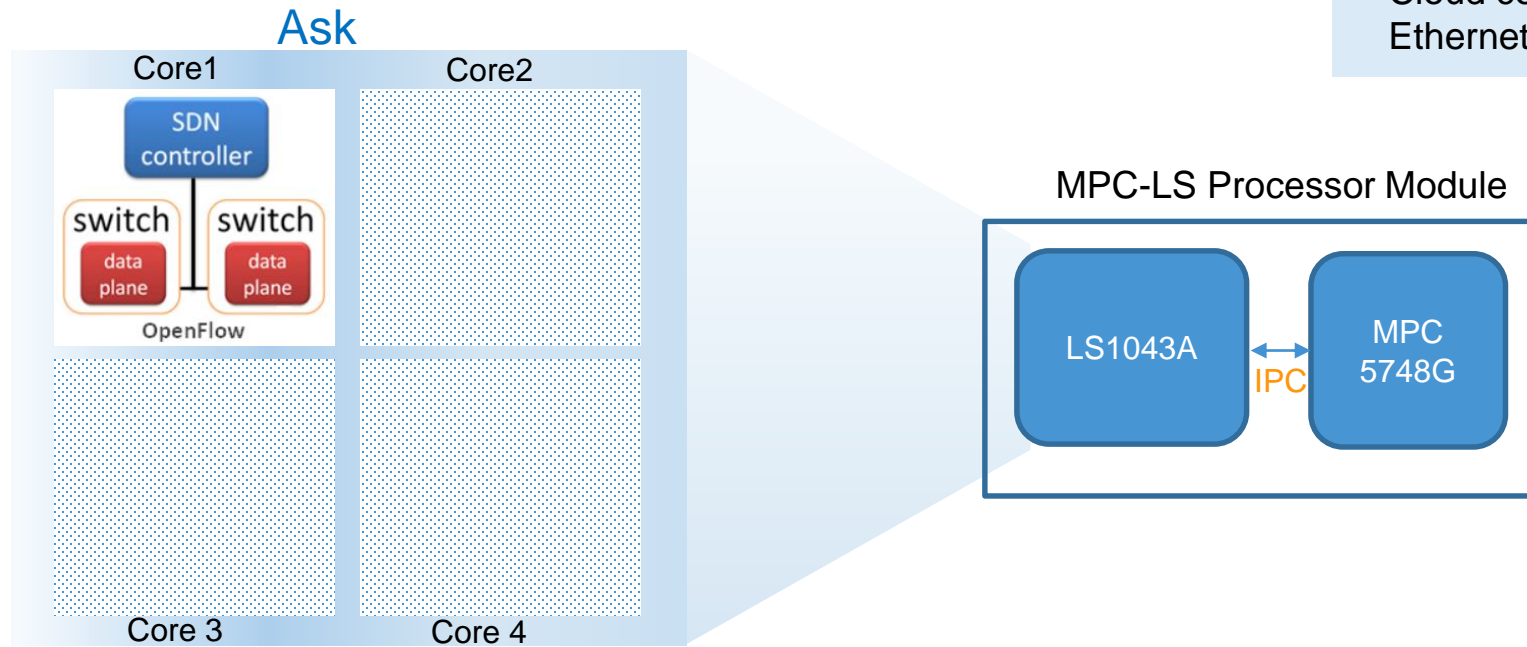 Ethernet
Ask
Core1
Core2
SDN
controller
switch
switch
data
plane
data
plane
OpenFlow
Core 3
Core 4
MPC-LS Processor Module
LS1043A
IPC
MPC
5748G